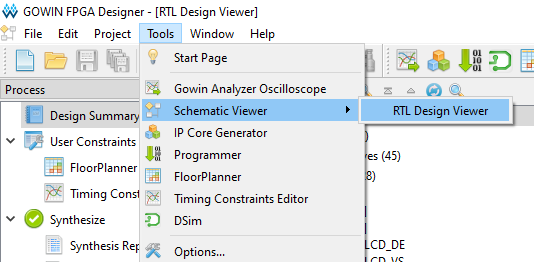 GOWIN FPGA Designer - [RTL Design Viewer]
File Edit Project Tools Window Help
Start Page
Process
Gowin Analyzer Oscilloscope
Design Summary
Schematic Viewer
RTL Design Viewer
IP Core Generator
User Constraints
(45)
Programmer
FloorPlanner
FloorPlanner
8)
Timing Const
Timing Constraints Editor
Synthesize
DSim
Synthesis Rep
LCD_DE
Options...